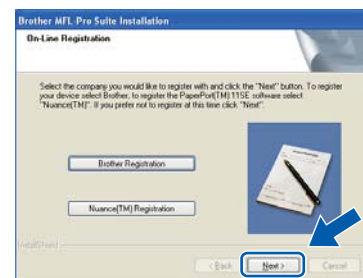 Brother MFL-Pro Suite Installation
On-Line Registration
Select the company you would like to register with and click the "Next" button. To register
your device select Brother, to register the PaperPort(TM) 11SE software select
"Nuance(TM)". If you prefer not to register at this time click "Next".
Brother Registration
Nuance(TM) Registration
InstallShield
< Back Next > Cancel